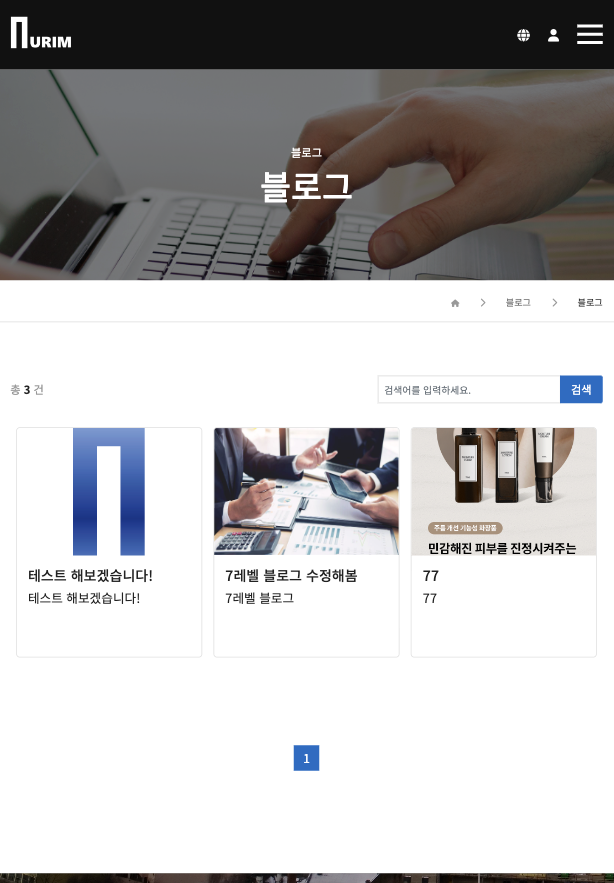 NURIM
블로그
블로그
블로그
블로그
총 3 건
검색어를 입력하세요.
검색
주름 개선 기능성 화장품
민감해진 피부를 진정시켜주는
테스트 해보겠습니다!
테스트 해보겠습니다!
7레벨 블로그 수정해봄
7레벨 블로그
77
77
1